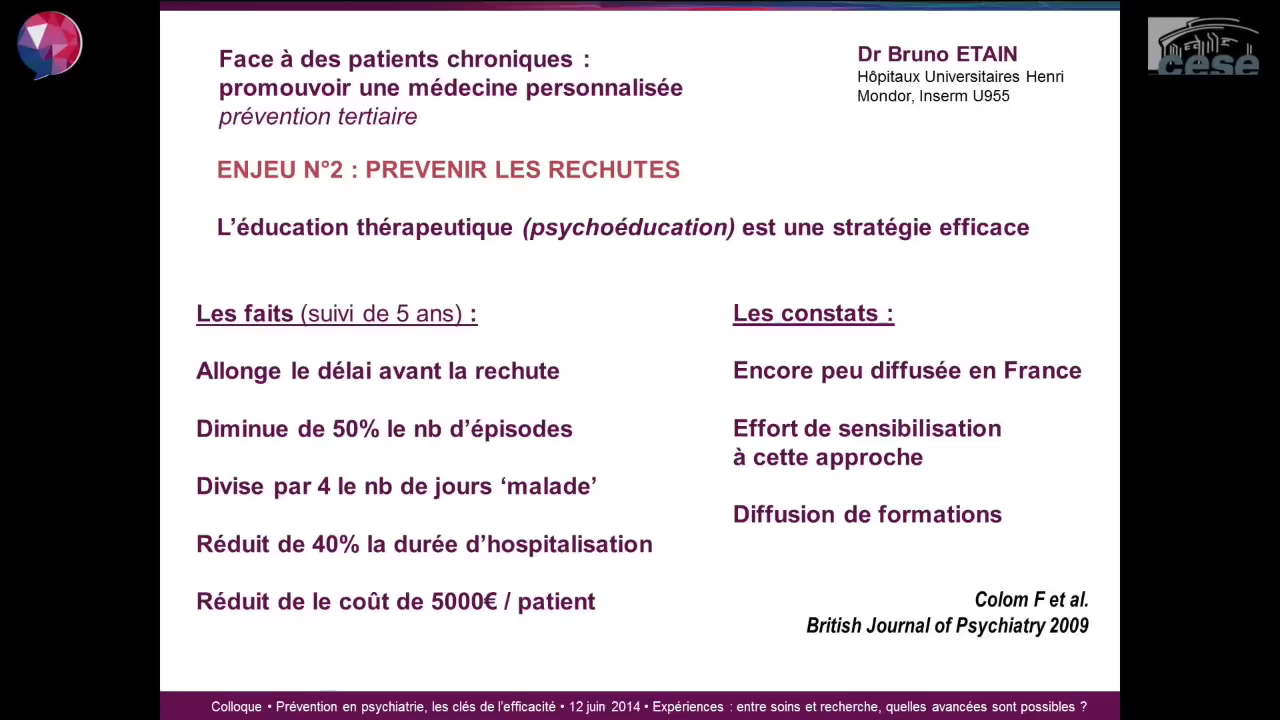 Face à des patients chroniques :
promouvoir une médecine personnalisée
prévention tertiaire
Dr Bruno ETAIN
Hôpitaux Universitaires Henri
Mondor, Inserm U955
cese
ENJEU N°2 : PREVENIR LES RECHUTES
L’éducation thérapeutique (psychoéducation) est une stratégie efficace
Les faits (suivi de 5 ans) :
Allonge le délai avant la rechute
Diminue de 50% le nb d’épisodes
Divise par 4 le nb de jours ‘malade’
Réduit de 40% la durée d’hospitalisation
Réduit de le coût de 5000€ / patient
Les constats :
Encore peu diffusée en France
Effort de sensibilisation
à cette approche
Diffusion de formations
Colom F et al.
British Journal of Psychiatry 2009
Colloque • Prévention en psychiatrie, les clés de l’efficacité • 12 juin 2014 • Expériences : entre soins et recherche, quelles avancées sont possibles ?